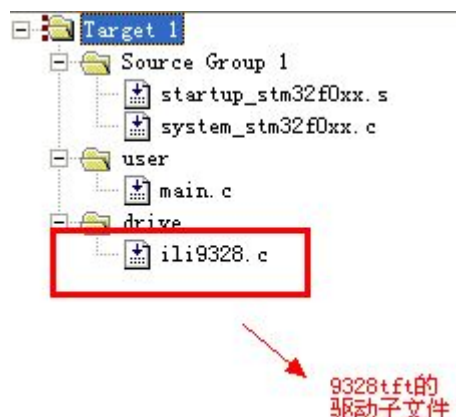 Target 1
Source Group 1
startup_stm32f0xx.s
system_stm32f0xx.c
user
main.c
drive
ili9328.c
9328tft的
驱动子文件